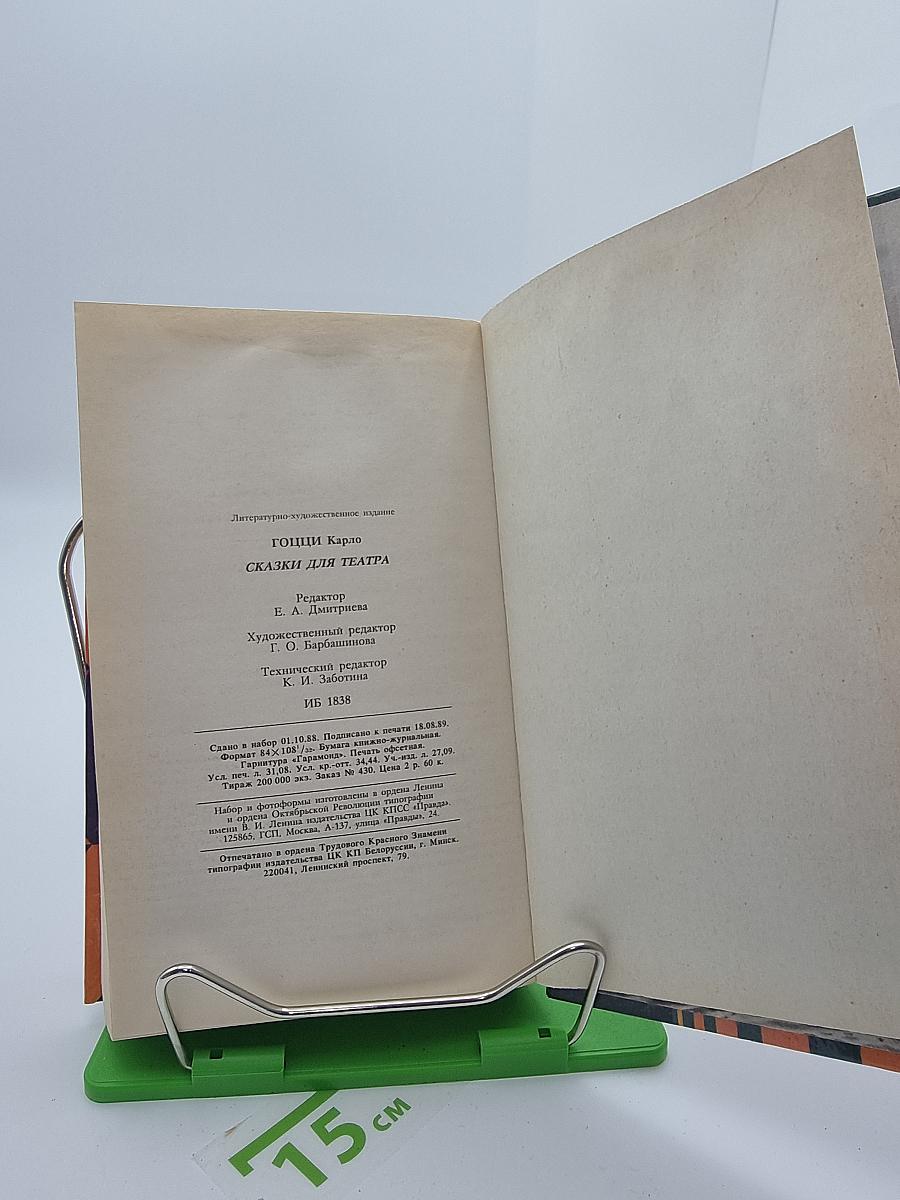 Литературно-художественное издание
ГОЦЦИ Карло
СКАЗКИ ДЛЯ ТЕАТРА
Редактор
Е. А. Дмитриева
Художественный редактор
Г. О. Барбашинова
Технический редактор
К. И. Заботина
ИБ 1838
Сдано в набор 01.10.88. Подписано к печати 18.08.89.
Формат 84×108¹/₃₂. Бумага книжно-журнальная.
Гарнитура «Гарамонд». Печать офсетная.
Усл. печ. л. 31,08. Усл. кр.-отт. 34,44. Уч.-изд. л. 27,09.
Тираж 200 000 экз. Заказ № 430. Цена 2 р. 60 к.
Набор и фотоформы изготовлены в ордена Ленина
и ордена Октябрьской Революции типографии
имени В. И. Ленина издательства ЦК КПСС «Правда».
125865, ГСП, Москва, А-137, улица «Правды», 24.
Отпечатано в ордена Трудового Красного Знамени
типографии издательства ЦК КП Белоруссии, г. Минск.
220041, Ленинский проспект, 79.
15 см